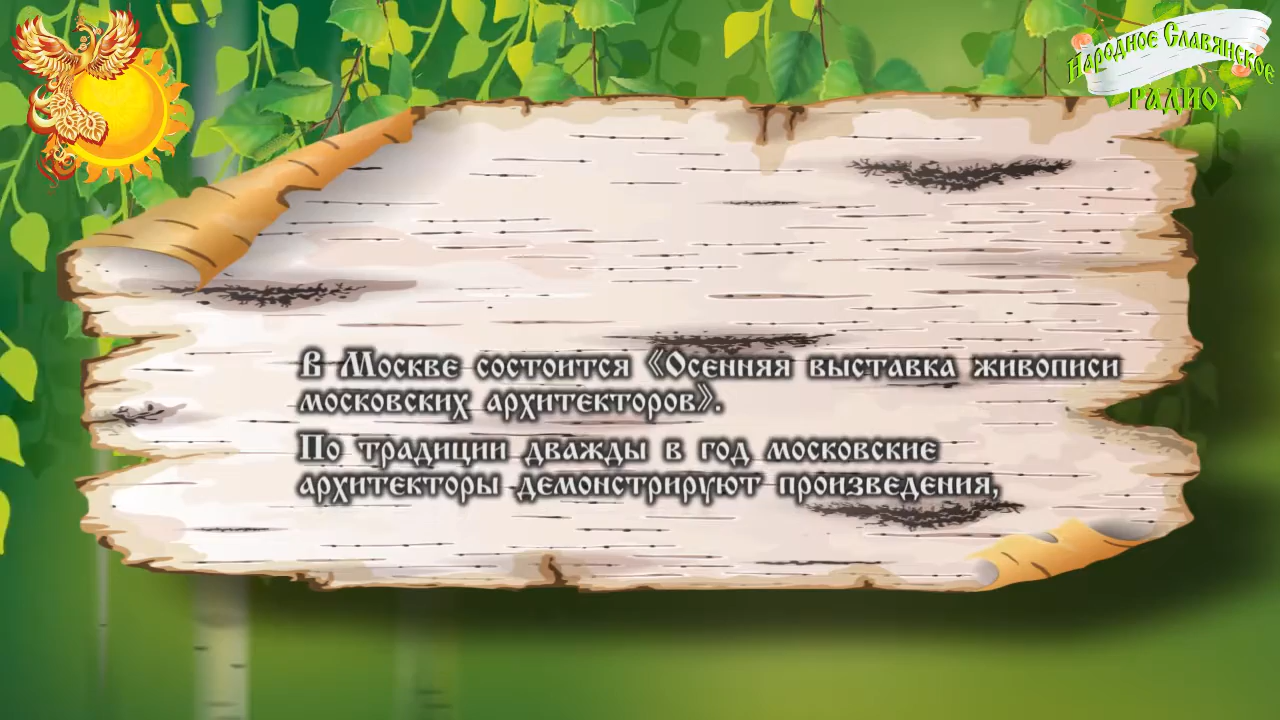 Народное Славянское
РАДИО
В Москве состоится «Осенняя выставка живописи
московских архитекторов».
По традиции дважды в год московские
архитекторы демонстрируют произведения,